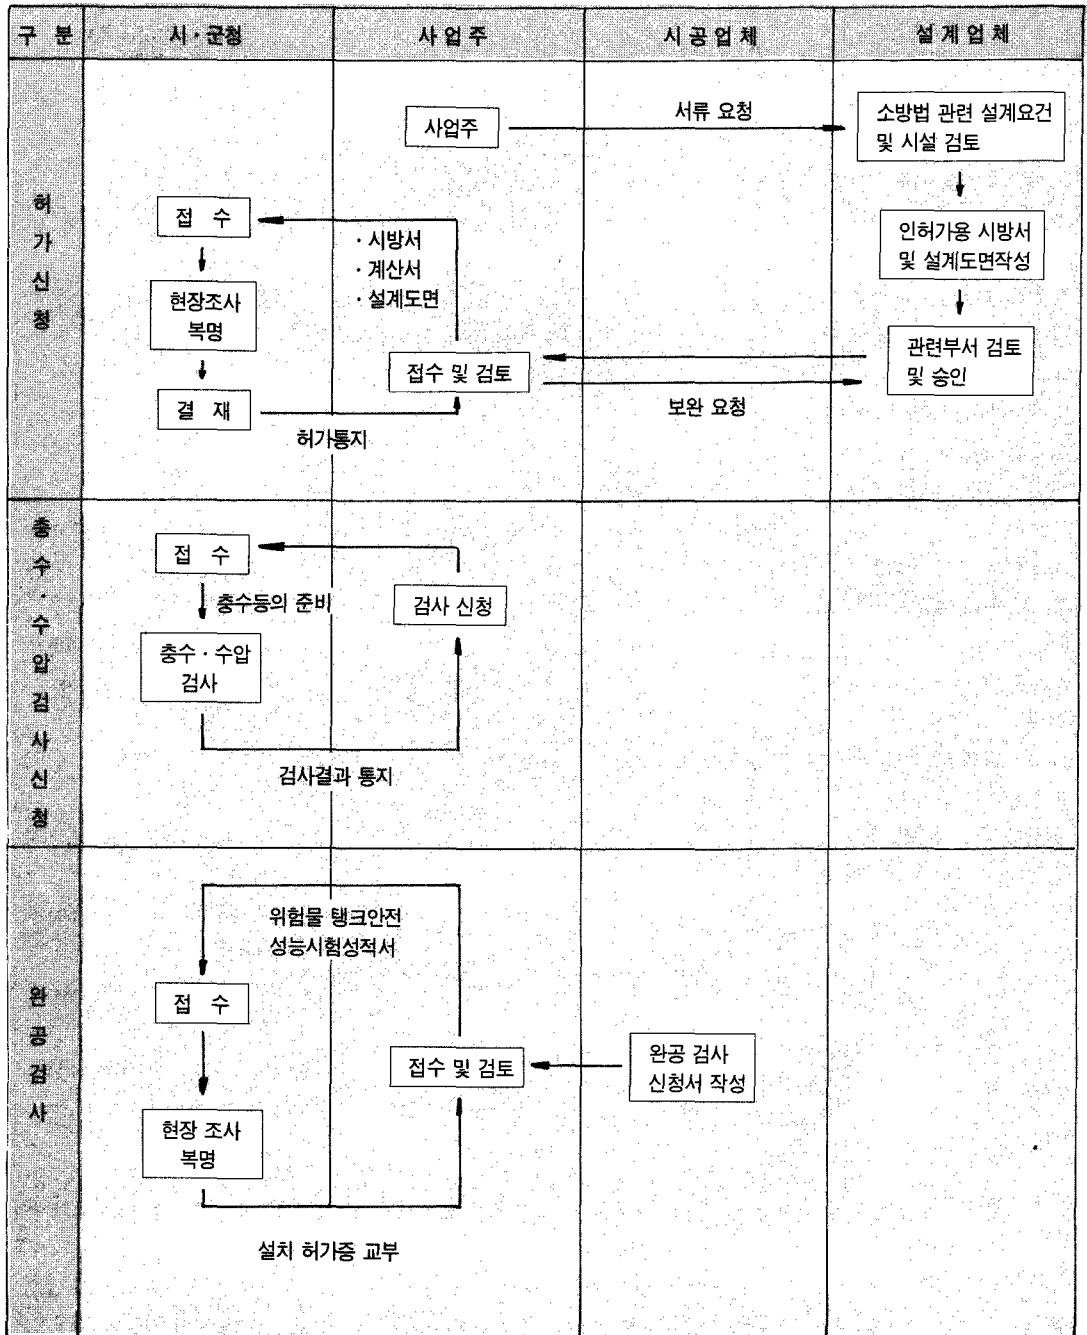 구 분 시·군청 사업주 시공업체 설계업체
허가신청
사업주
서류 요청
소방법 관련 설계요건
및 시설 검토
접 수
· 시방서
· 계산서
· 설계도면
인허가용 시방서
및 설계도면작성
현장조사
복명
관련부서 검토
및 승인
접수 및 검토
결 재
보완 요청
허가통지
충수·수압검사신청
접 수
충수등의 준비
검사 신청
충수·수압
검사
검사결과 통지
완공검사
위험물 탱크안전
성능시험성적서
접 수
접수 및 검토
완공 검사
신청서 작성
현장 조사
복명
설치 허가증 교부